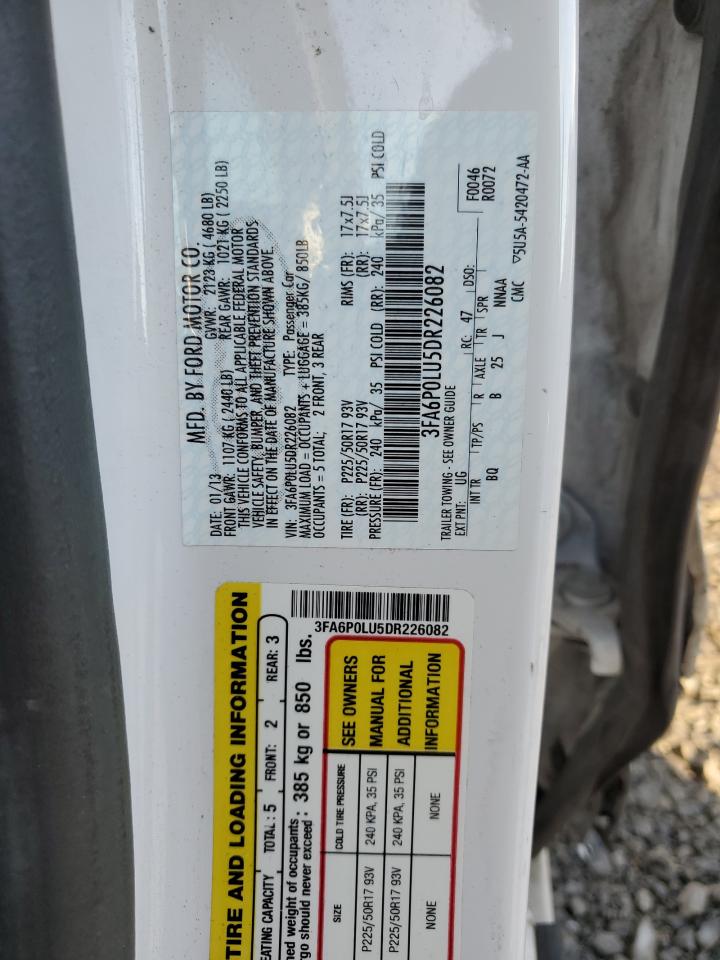 MFD. BY FORD MOTOR CO.
DATE: 01/13 GVWR: 2123 KG ( 4680 LB)
FRONT GAWR: 1107 KG ( 2440 LB) REAR GAWR: 1021 KG ( 2250 LB)
THIS VEHICLE CONFORMS TO ALL APPLICABLE FEDERAL MOTOR
VEHICLE SAFETY, BUMPER, AND THEFT PREVENTION STANDARDS
IN EFFECT ON THE DATE OF MANUFACTURE SHOWN ABOVE.
VIN: 3FA6P0LU5DR226082 TYPE: Passenger Car
MAXIMUM LOAD = OCCUPANTS + LUGGAGE = 385KG/ 850LB
OCCUPANTS = 5 TOTAL: 2 FRONT, 3 REAR
TIRE (FR): P225/50R17 93V RIMS (FR): 17x7.5J
(RR): P225/50R17 93V (RR): 17x7.5J
PRESSURE (FR): 240 kPa/ 35 PSI COLD (RR): 240 kPa/ 35 PSI COLD
3FA6P0LU5DR226082
TRAILER TOWING - SEE OWNER GUIDE F0046
EXT PNT: UG RC: 47 DSO: R0072
INT TR TP/PS R AXLE TR SPR
BQ B 25 J NNAA
CMC ▽5U5A-5420472-AA
TIRE AND LOADING INFORMATION
EATING CAPACITY TOTAL: 5 FRONT: 2 REAR: 3
ned weight of occupants
rgo should never exceed : 385 kg or 850 lbs.
3FA6P0LU5DR226082
SIZE COLD TIRE PRESSURE SEE OWNERS
P225/50R17 93V 240 KPA, 35 PSI MANUAL FOR
P225/50R17 93V 240 KPA, 35 PSI ADDITIONAL
NONE NONE INFORMATION